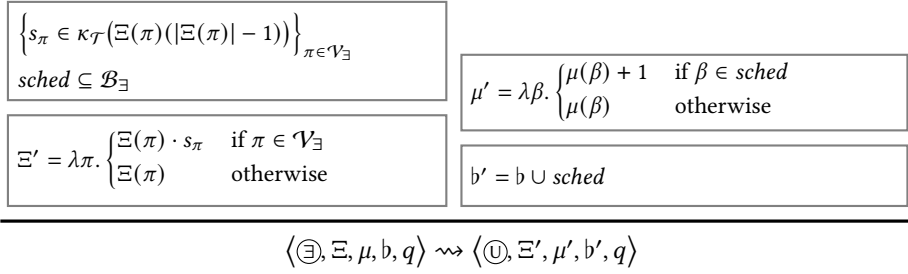 {s_π ∈ κ_𝒯(Ξ(π)(|Ξ(π)| − 1))}_{π∈𝒱_∃}
sched ⊆ ℬ_∃
Ξ′ = λπ. { Ξ(π) · s_π if π ∈ 𝒱_∃
Ξ(π) otherwise
μ′ = λβ. { μ(β) + 1 if β ∈ sched
μ(β) otherwise
♭′ = ♭ ∪ sched
⟨Ⓔ, Ξ, μ, ♭, q⟩ ⇝ ⟨Ⓤ, Ξ′, μ′, ♭′, q⟩